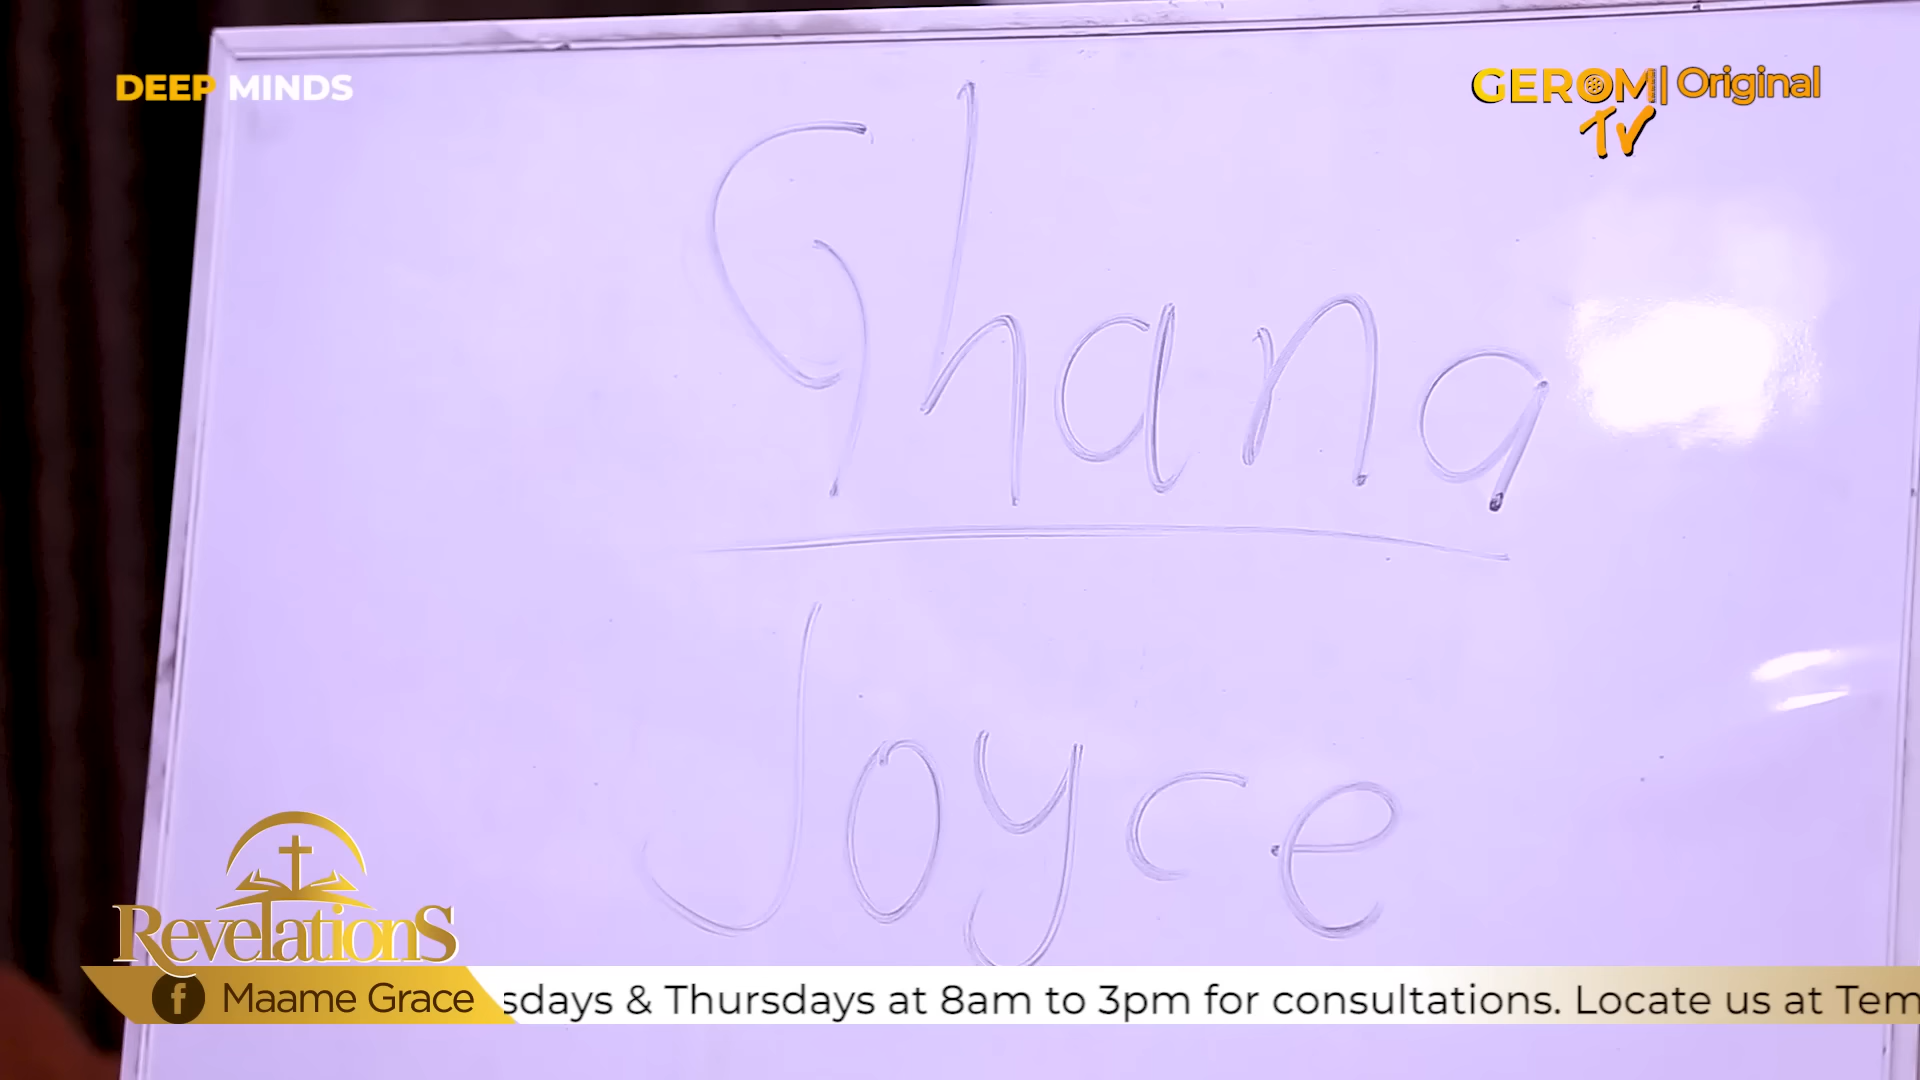 DEEP MINDS
GEROM TV | Original
Ghana
Joyce
Revelations
Maame Grace
sdays & Thursdays at 8am to 3pm for consultations. Locate us at Tem